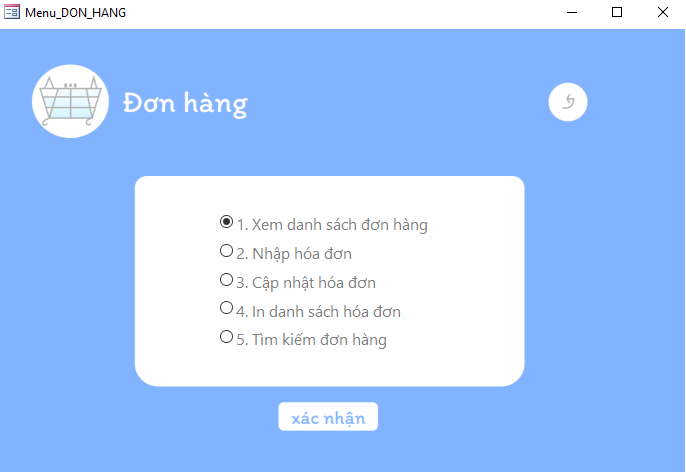 Menu_DON_HANG
Đơn hàng
1. Xem danh sách đơn hàng
2. Nhập hóa đơn
3. Cập nhật hóa đơn
4. In danh sách hóa đơn
5. Tìm kiếm đơn hàng
xác nhận